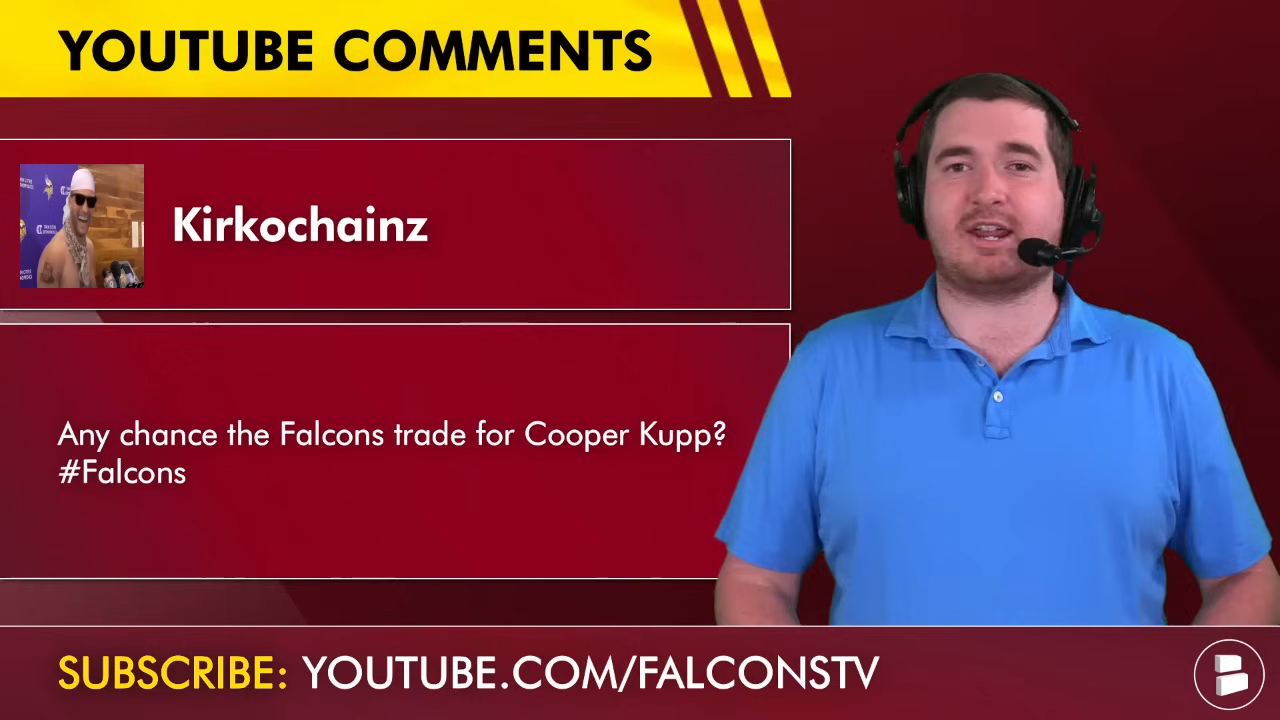 YOUTUBE COMMENTS
Kirkochainz
Any chance the Falcons trade for Cooper Kupp?
#Falcons
SUBSCRIBE: YOUTUBE.COM/FALCONSTV